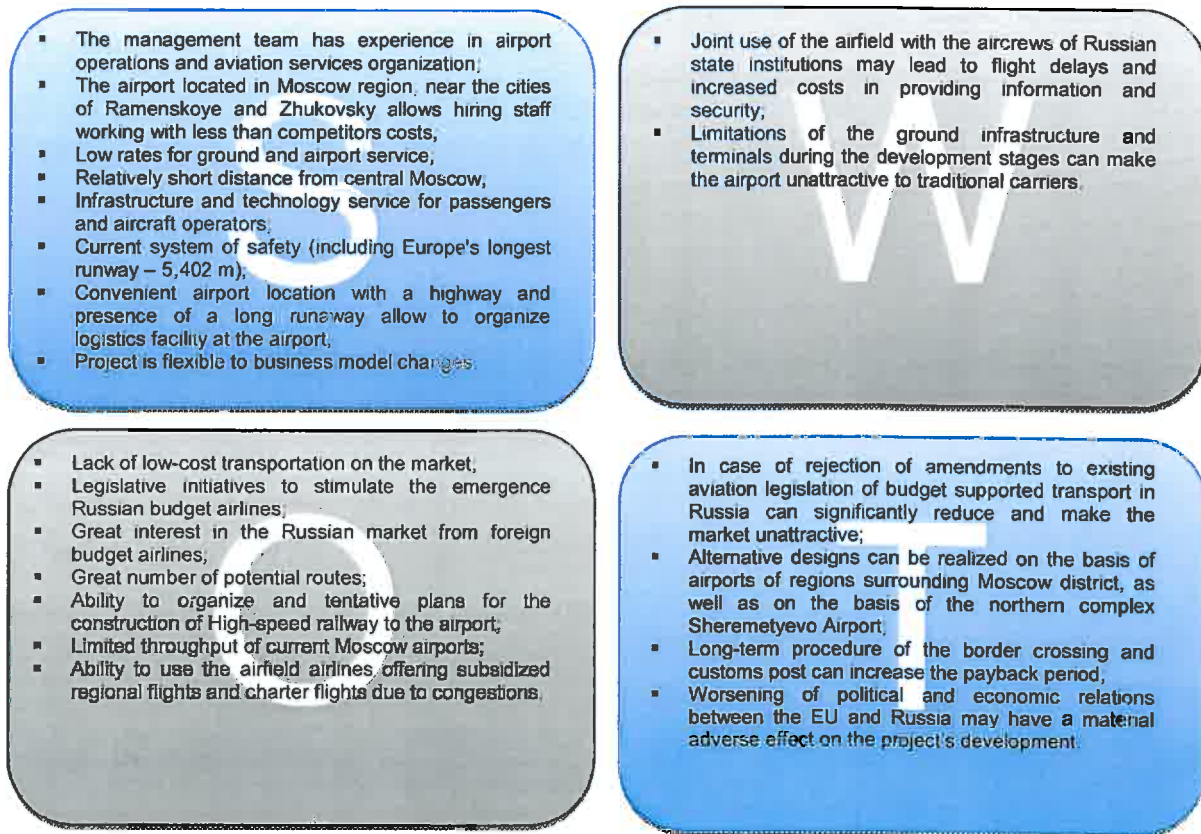 ▪ The management team has experience in airport
operations and aviation services organization;
▪ The airport located in Moscow region, near the cities
of Ramenskoye and Zhukovsky allows hiring staff
working with less than competitors costs;
▪ Low rates for ground and airport service;
▪ Relatively short distance from central Moscow;
▪ Infrastructure and technology service for passengers
and aircraft operators;
▪ Current system of safety (including Europe's longest
runway – 5,402 m);
▪ Convenient airport location with a highway and
presence of a long runway allow to organize
logistics facility at the airport;
▪ Project is flexible to business model changes.
S
▪ Joint use of the airfield with the aircrews of Russian
state institutions may lead to flight delays and
increased costs in providing information and
security;
▪ Limitations of the ground infrastructure and
terminals during the development stages can make
the airport unattractive to traditional carriers.
W
▪ Lack of low-cost transportation on the market;
▪ Legislative initiatives to stimulate the emergence
Russian budget airlines;
▪ Great interest in the Russian market from foreign
budget airlines;
▪ Great number of potential routes;
▪ Ability to organize and tentative plans for the
construction of High-speed railway to the airport;
▪ Limited throughput of current Moscow airports;
▪ Ability to use the airfield airlines offering subsidized
regional flights and charter flights due to congestions.
O
▪ In case of rejection of amendments to existing
aviation legislation of budget supported transport in
Russia can significantly reduce and make the
market unattractive;
▪ Alternative designs can be realized on the basis of
airports of regions surrounding Moscow district, as
well as on the basis of the northern complex
Sheremetyevo Airport;
▪ Long-term procedure of the border crossing and
customs post can increase the payback period;
▪ Worsening of political and economic relations
between the EU and Russia may have a material
adverse effect on the project's development.
T